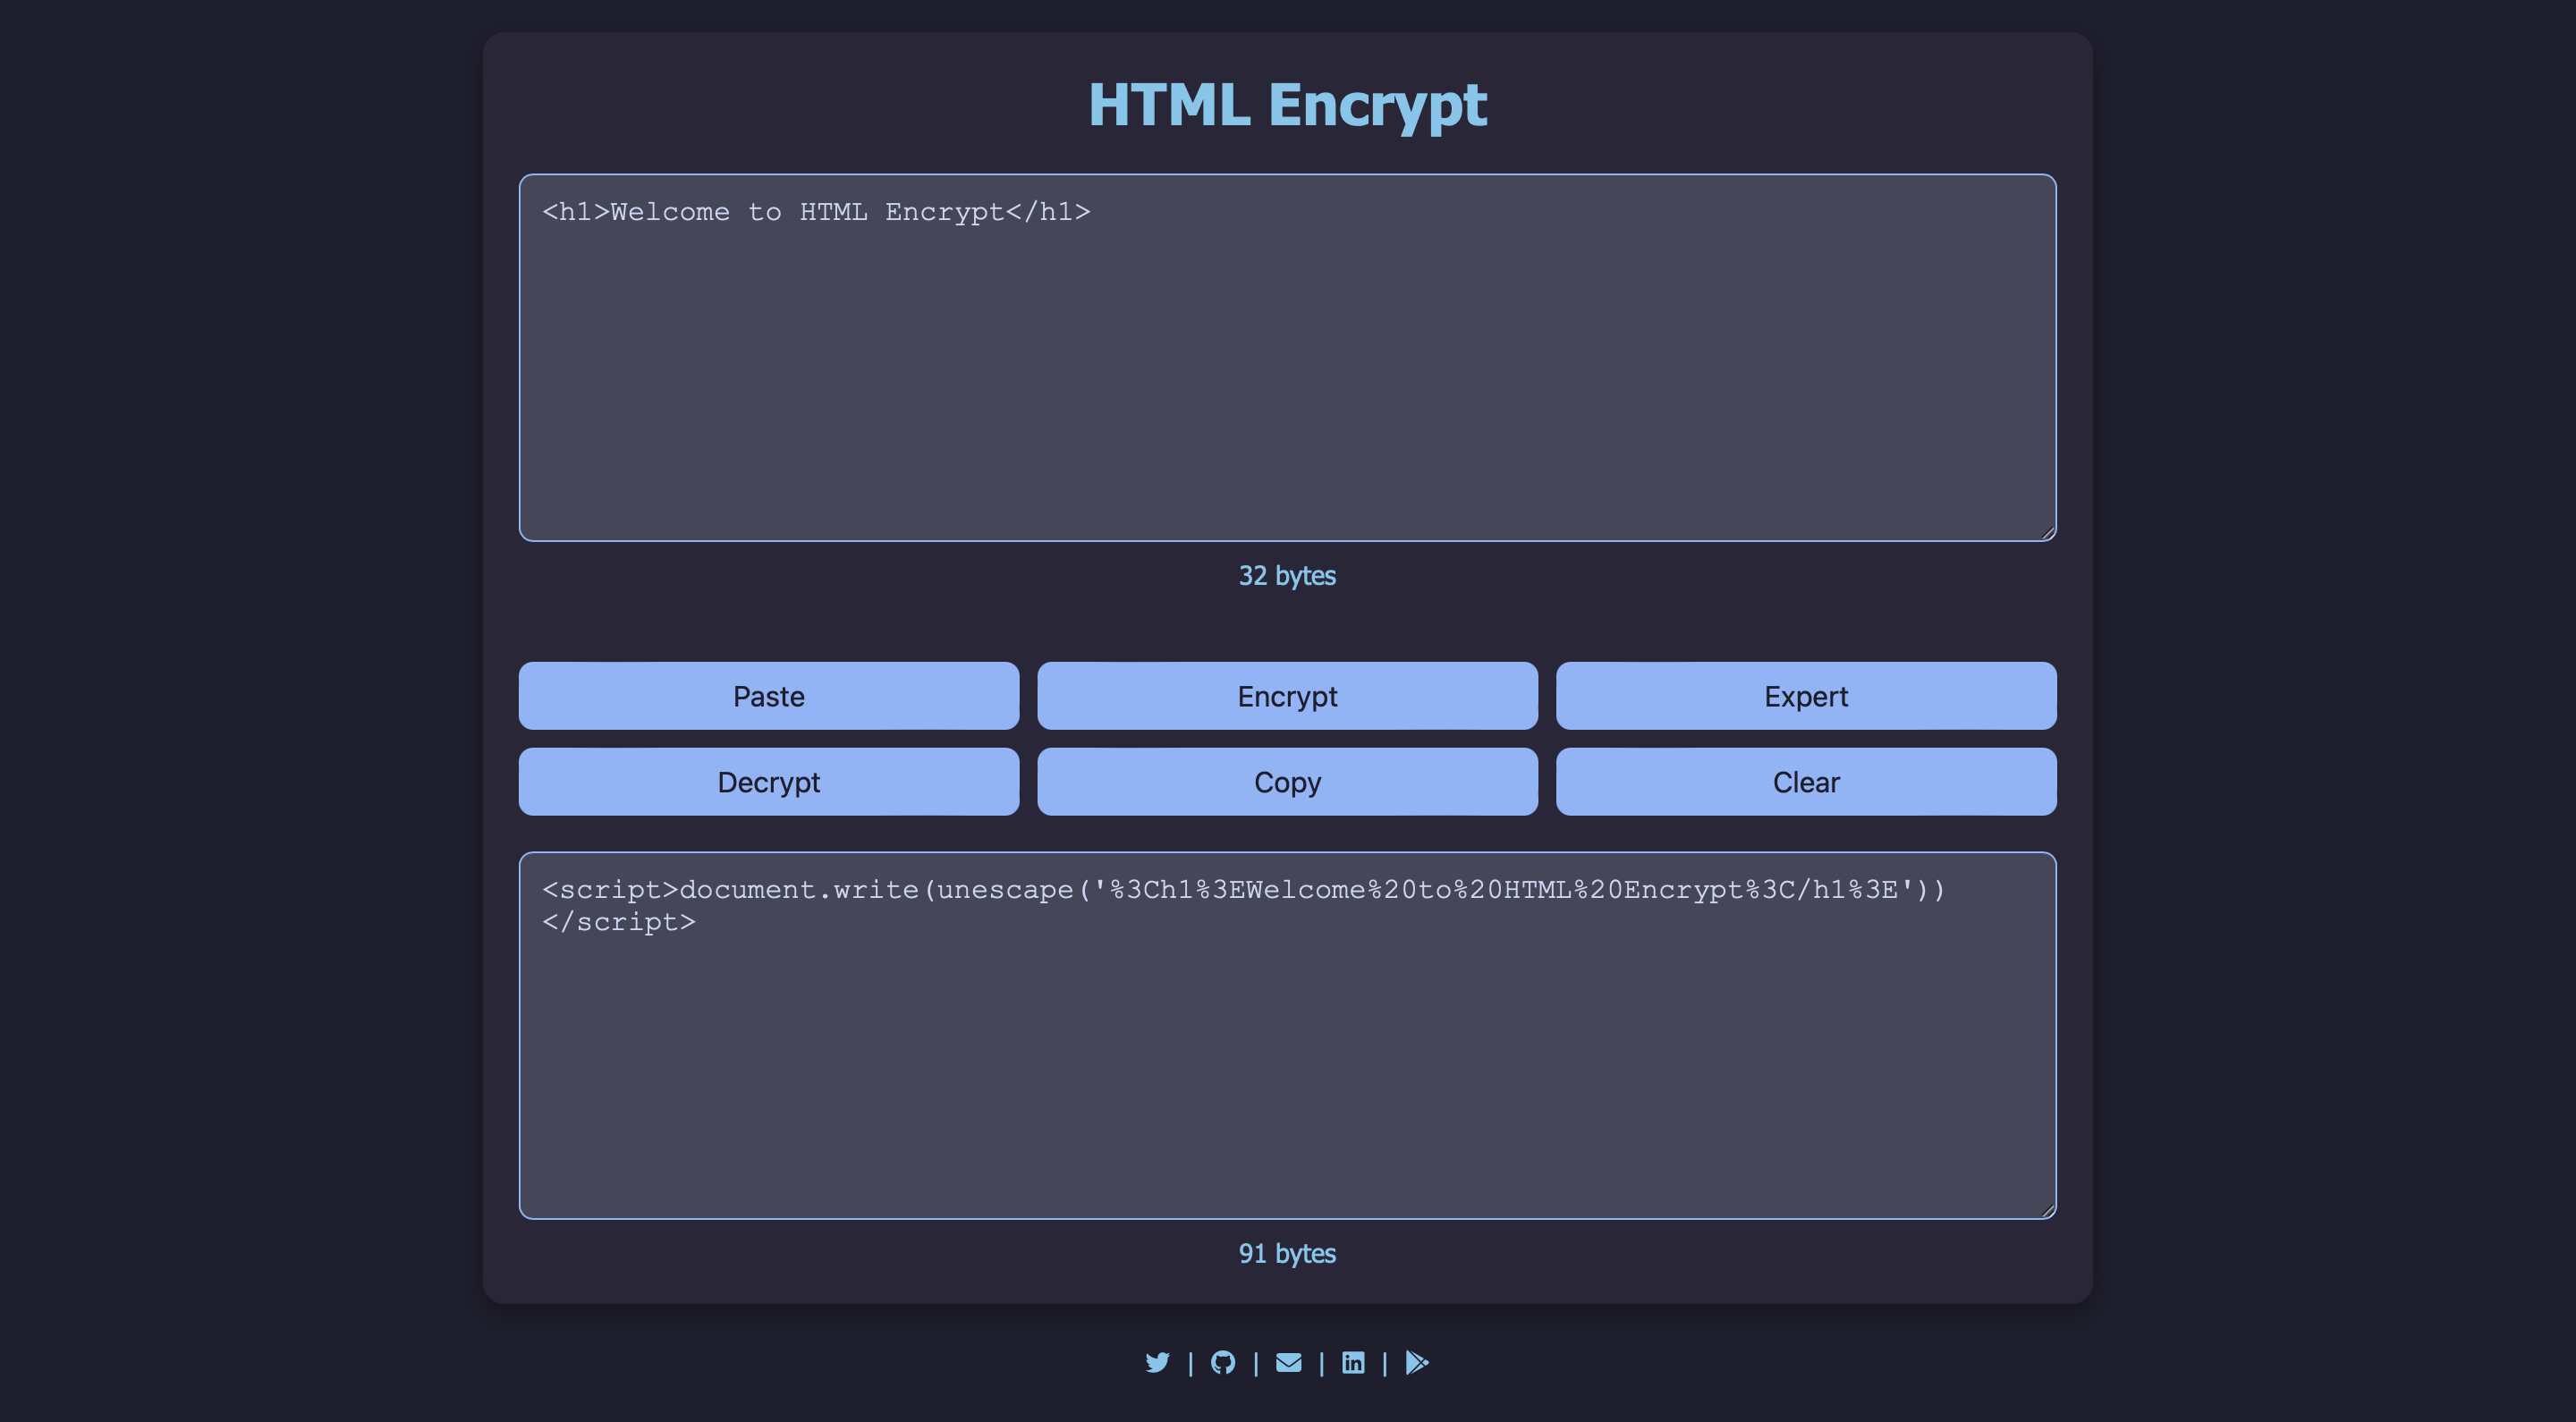 HTML Encrypt
<h1>Welcome to HTML Encrypt</h1>
32 bytes
Paste
Encrypt
Expert
Decrypt
Copy
Clear
<script>document.write(unescape('%3Ch1%3EWelcome%20to%20HTML%20Encrypt%3C/h1%3E'))
</script>
91 bytes
| | | |